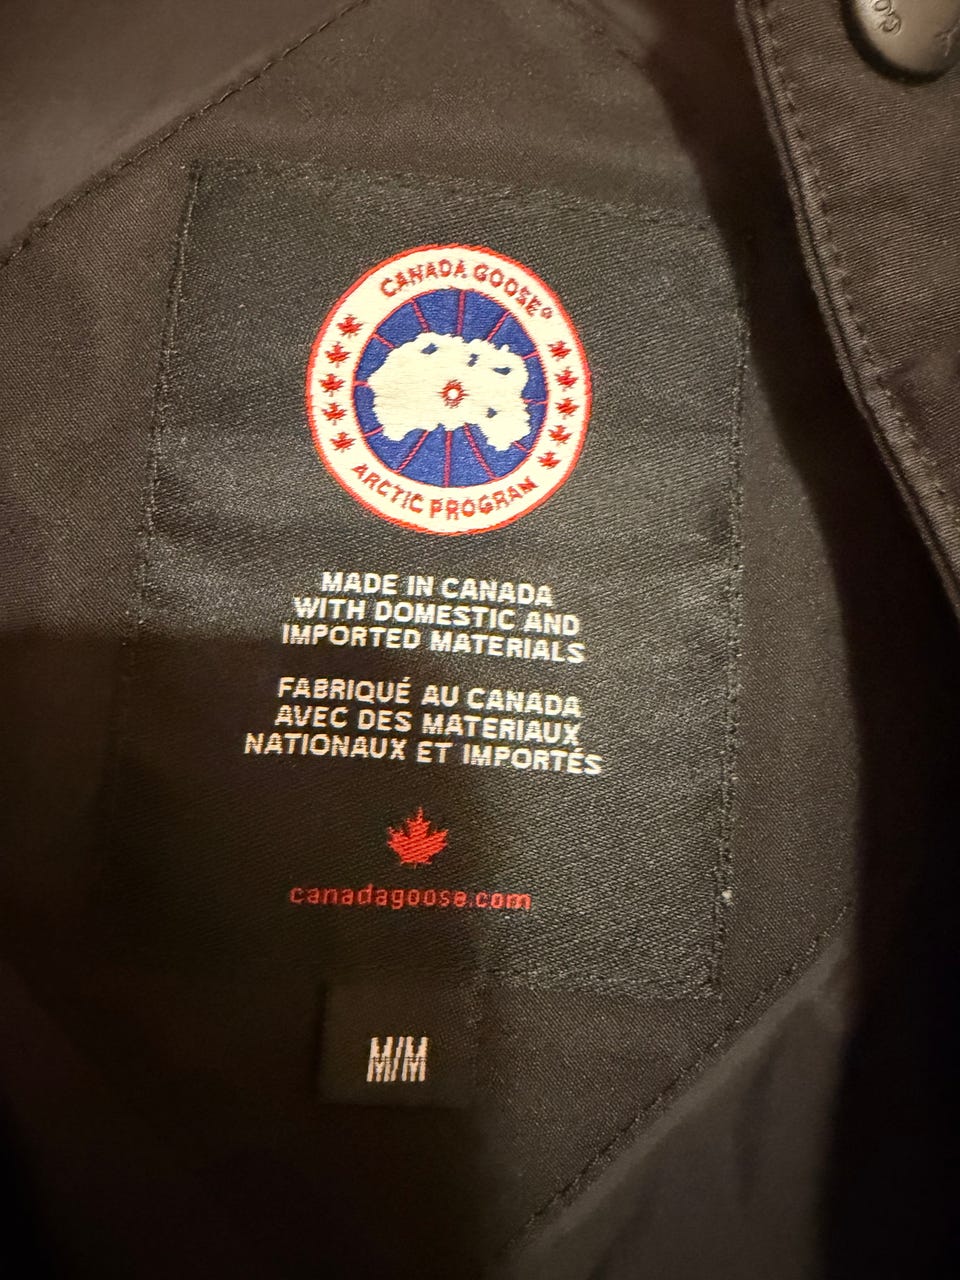 CANADA GOOSE®
ARCTIC PROGRAM
MADE IN CANADA
WITH DOMESTIC AND
IMPORTED MATERIALS
FABRIQUÉ AU CANADA
AVEC DES MATERIAUX
NATIONAUX ET IMPORTÉS
canadagoose.com
M/M